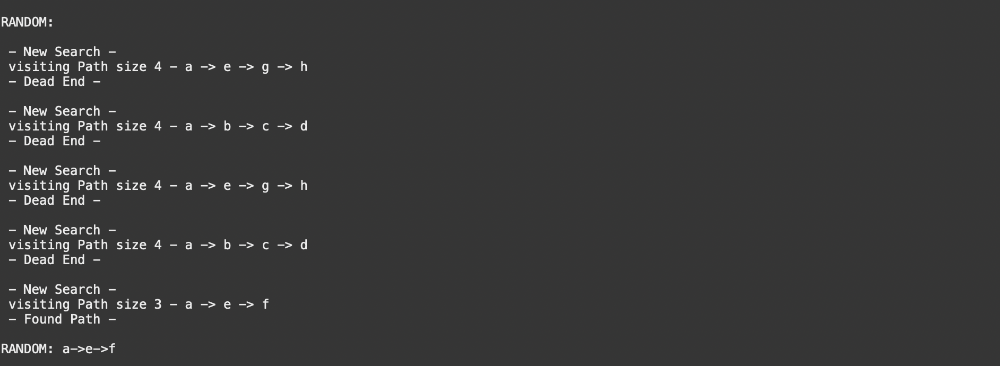 RANDOM:
- New Search -
visiting Path size 4 - a -> e -> g -> h
- Dead End -
- New Search -
visiting Path size 4 - a -> b -> c -> d
- Dead End -
- New Search -
visiting Path size 4 - a -> e -> g -> h
- Dead End -
- New Search -
visiting Path size 4 - a -> b -> c -> d
- Dead End -
- New Search -
visiting Path size 3 - a -> e -> f
- Found Path -
RANDOM: a->e->f